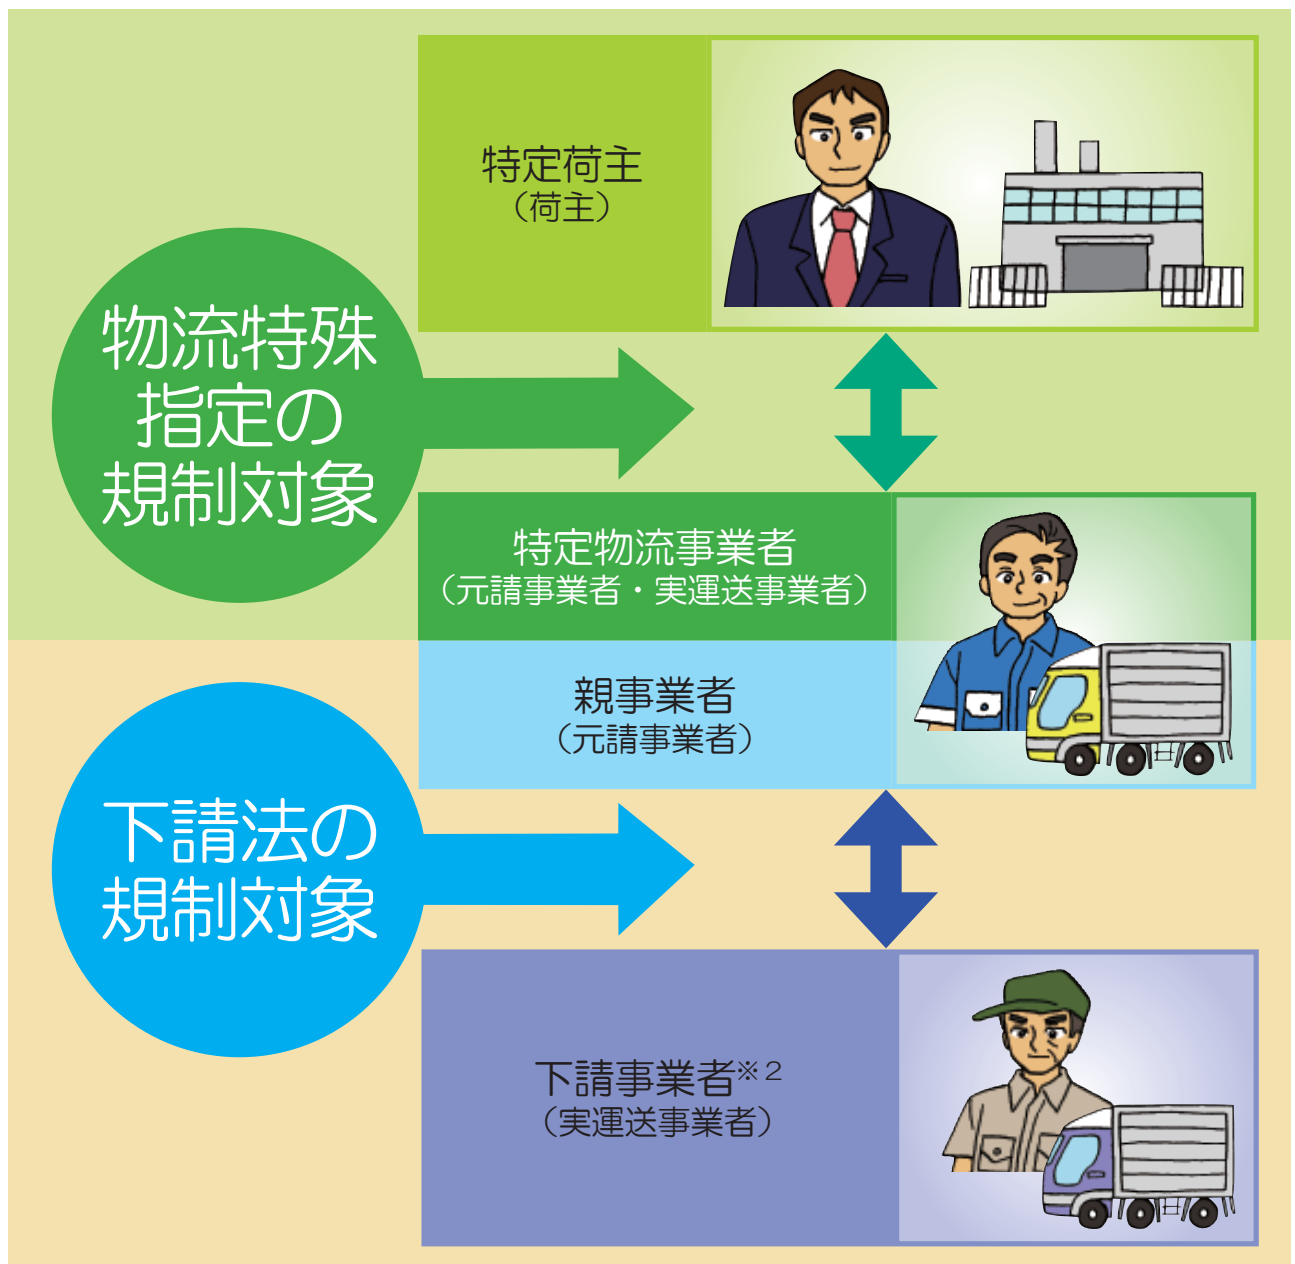 特定荷主
（荷主）
物流特殊
指定の
規制対象
特定物流事業者
（元請事業者・実運送事業者）
親事業者
（元請事業者）
下請法の
規制対象
下請事業者※２
（実運送事業者）